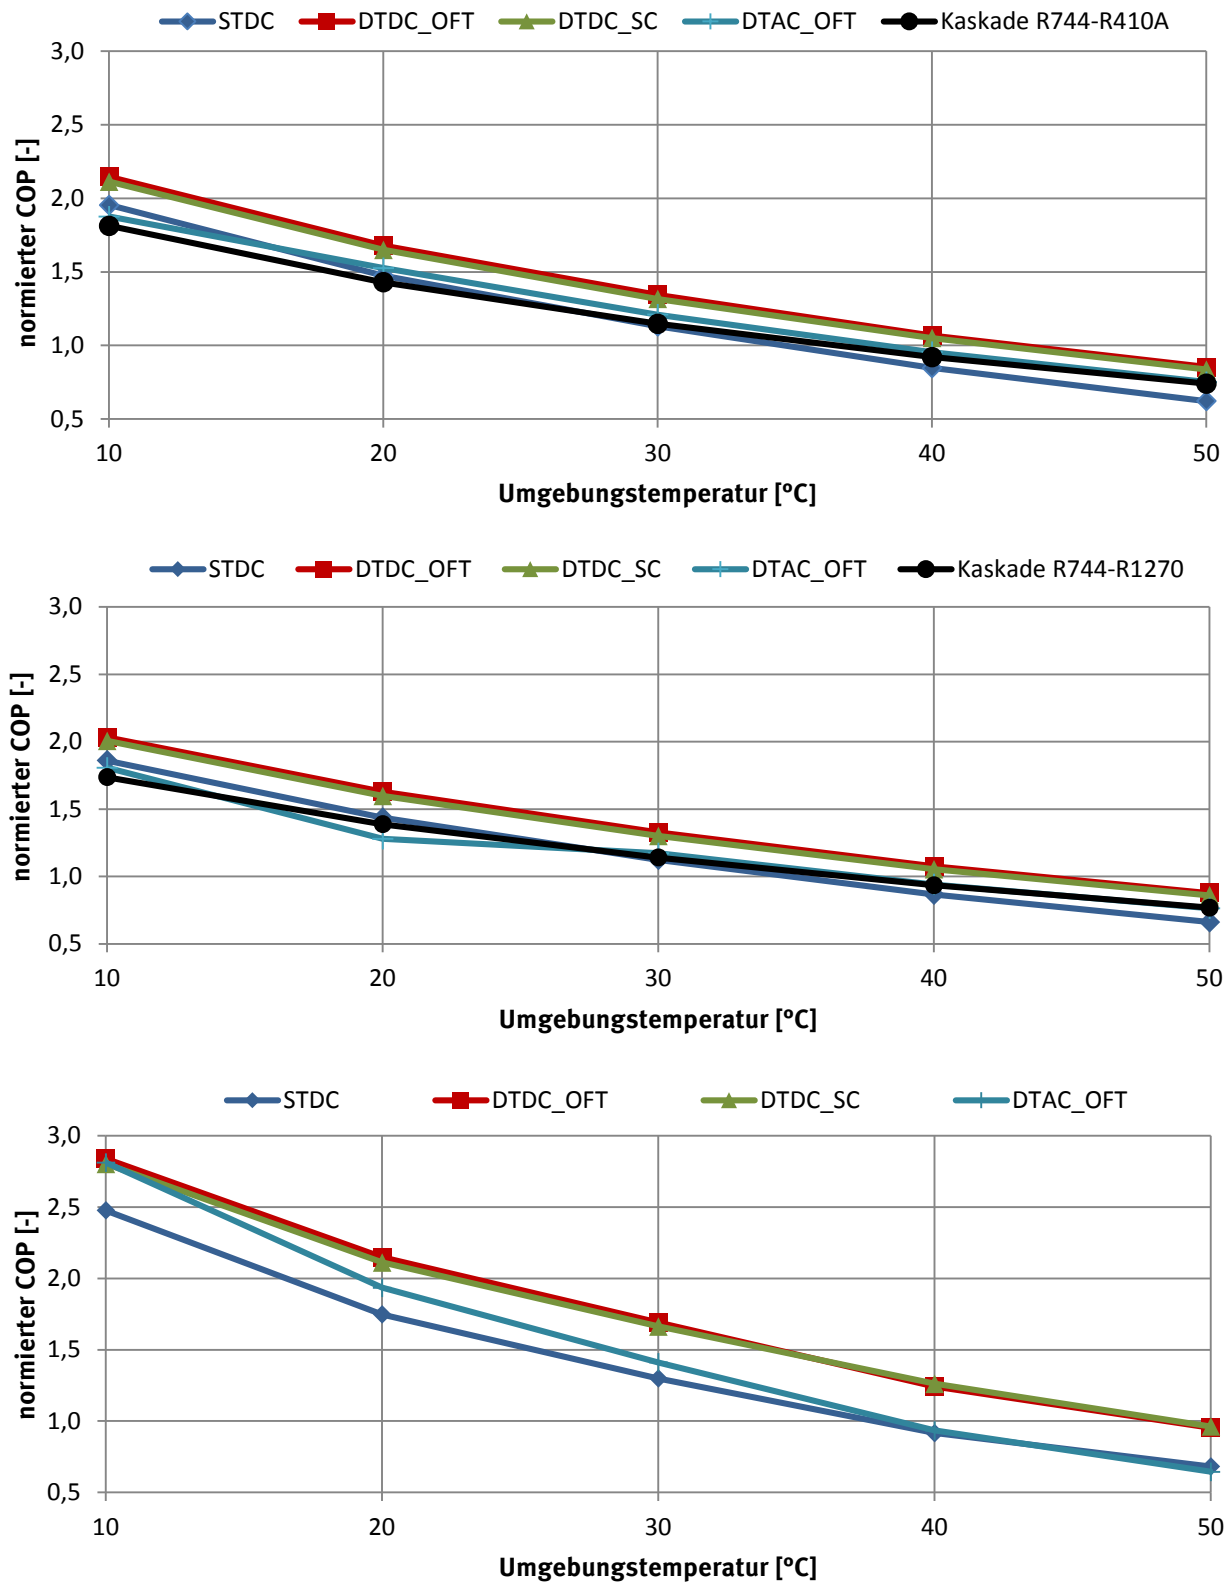 STDC DTDC_OFT DTDC_SC DTAC_OFT Kaskade R744-R410A
3,0
2,5
2,0
1,5
1,0
0,5
normierter COP [-]
10 20 30 40 50
Umgebungstemperatur [°C]
STDC DTDC_OFT DTDC_SC DTAC_OFT Kaskade R744-R1270
3,0
2,5
2,0
1,5
1,0
0,5
normierter COP [-]
10 20 30 40 50
Umgebungstemperatur [°C]
STDC DTDC_OFT DTDC_SC DTAC_OFT
3,0
2,5
2,0
1,5
1,0
0,5
normierter COP [-]
10 20 30 40 50
Umgebungstemperatur [°C]